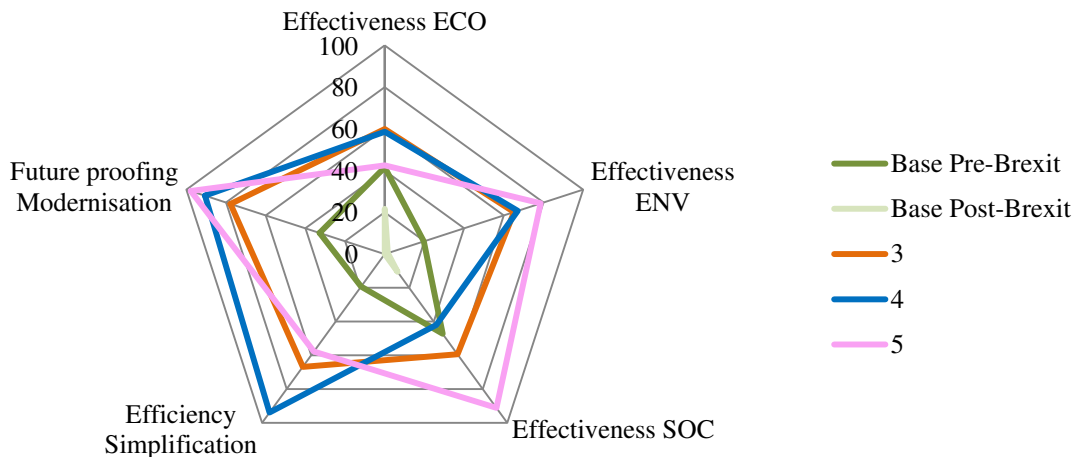 Effectiveness ECO
100
80
60
40
20
0
Effectiveness
ENV
Effectiveness SOC
Efficiency
Simplification
Future proofing
Modernisation
Base Pre-Brexit
Base Post-Brexit
3
4
5